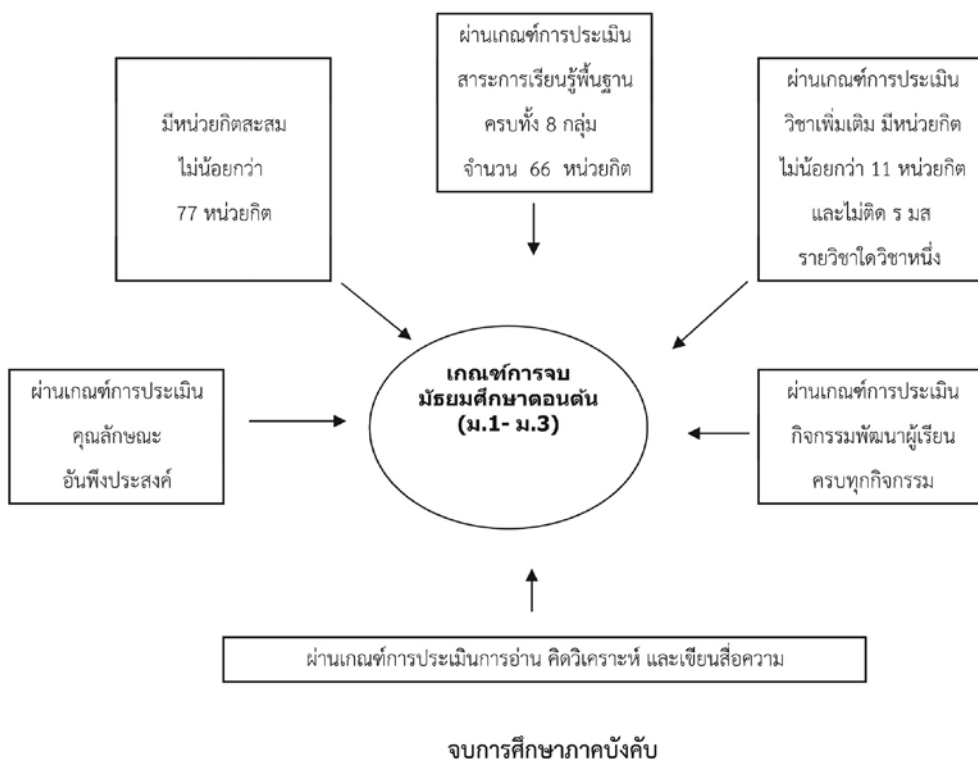 ผ่านเกณฑ์การประเมิน
สาระการเรียนรู้พื้นฐาน
ครบทั้ง 8 กลุ่ม
จำนวน 66 หน่วยกิต
มีหน่วยกิตสะสม
ไม่น้อยกว่า
77 หน่วยกิต
ผ่านเกณฑ์การประเมิน
วิชาเพิ่มเติม มีหน่วยกิต
ไม่น้อยกว่า 11 หน่วยกิต
และไม่ติด ร มส
รายวิชาใดวิชาหนึ่ง
เกณฑ์การจบ
มัธยมศึกษาตอนต้น
(ม.1- ม.3)
ผ่านเกณฑ์การประเมิน
คุณลักษณะ
อันพึงประสงค์
ผ่านเกณฑ์การประเมิน
กิจกรรมพัฒนาผู้เรียน
ครบทุกกิจกรรม
ผ่านเกณฑ์การประเมินการอ่าน คิดวิเคราะห์ และเขียนสื่อความ
จบการศึกษาภาคบังคับ